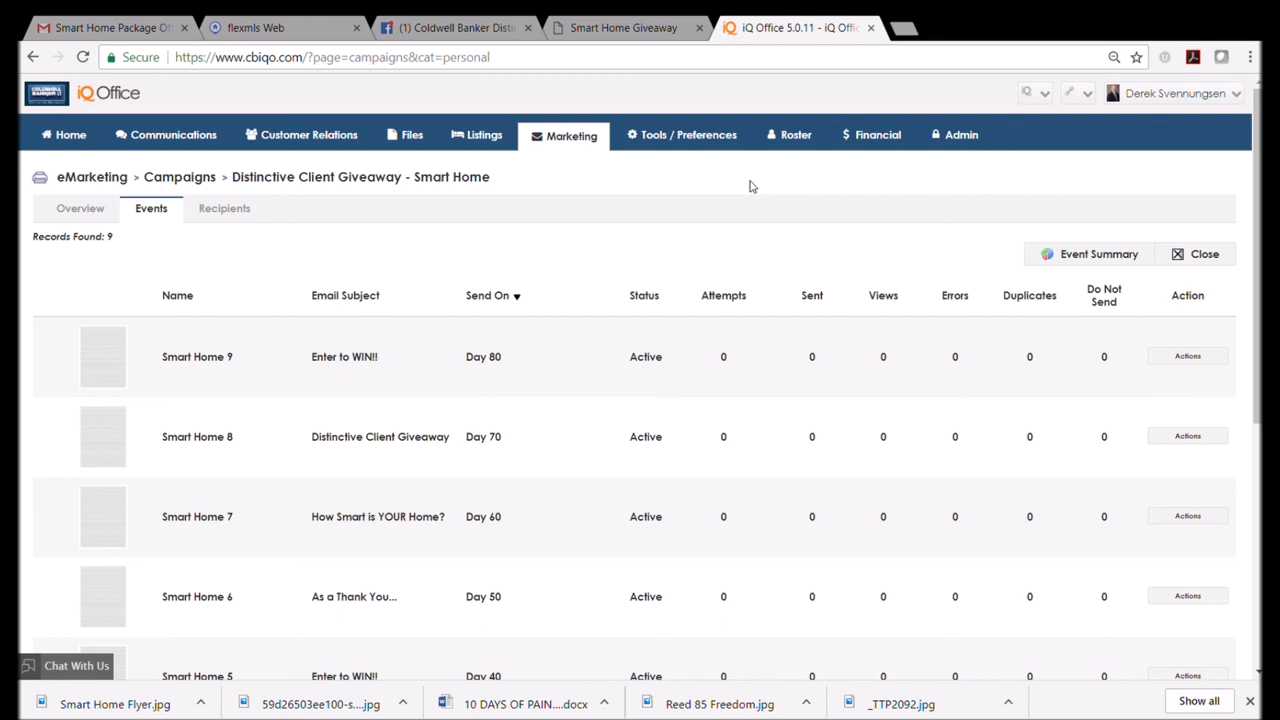 Smart Home Package Of
flexmls Web
(1) Coldwell Banker Disti
Smart Home Giveaway
iQ Office 5.0.11 - iQ Offic
Secure https://www.cbiqo.com/?page=campaigns&cat=personal
COLDWELL BANKER iQ Office
iQ
Derek Svennungsen
Home Communications Customer Relations Files Listings Marketing Tools / Preferences Roster $ Financial Admin
eMarketing > Campaigns > Distinctive Client Giveaway - Smart Home
Overview Events Recipients
Records Found: 9
Event Summary Close
Name Email Subject Send On Status Attempts Sent Views Errors Duplicates Do Not Send Action
Smart Home 9 Enter to WIN!! Day 80 Active 0 0 0 0 0 0 Actions
Smart Home 8 Distinctive Client Giveaway Day 70 Active 0 0 0 0 0 0 Actions
Smart Home 7 How Smart is YOUR Home? Day 60 Active 0 0 0 0 0 0 Actions
Smart Home 6 As a Thank You... Day 50 Active 0 0 0 0 0 0 Actions
Smart Home 5 Enter to WIN!! Day 40 Active 0 0 0 0 0 0 Actions
Chat With Us
Smart Home Flyer.jpg 59d26503ee100-s....jpg 10 DAYS OF PAIN....docx Reed 85 Freedom.jpg _TTP2092.jpg Show all